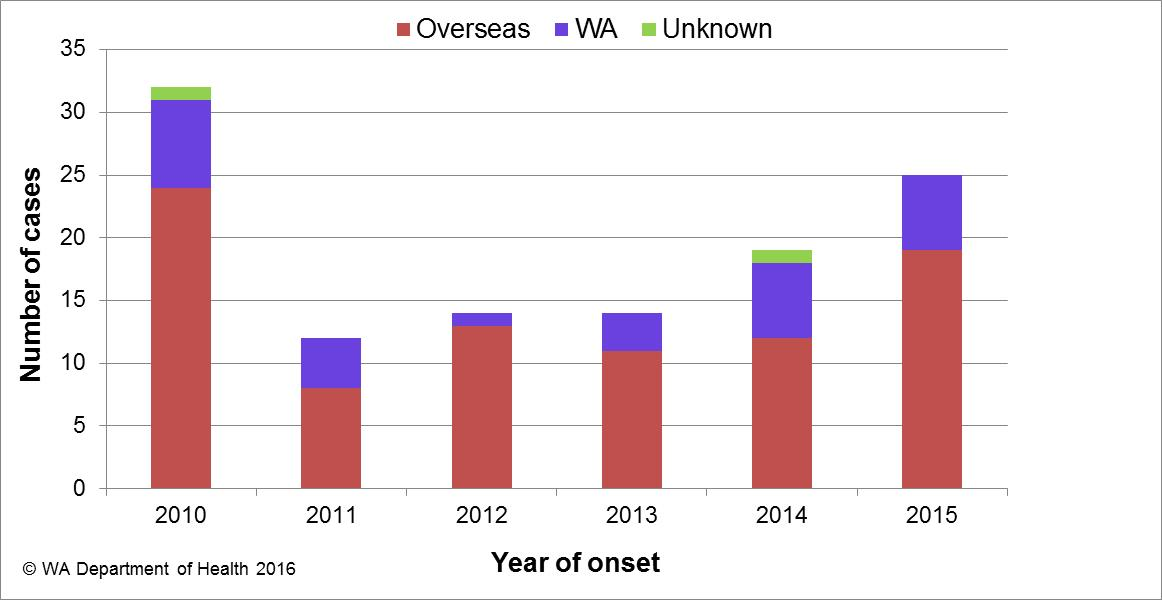 Overseas WA Unknown
35
30
25
20
15
10
5
0
Number of cases
2010 2011 2012 2013 2014 2015
Year of onset
© WA Department of Health 2016